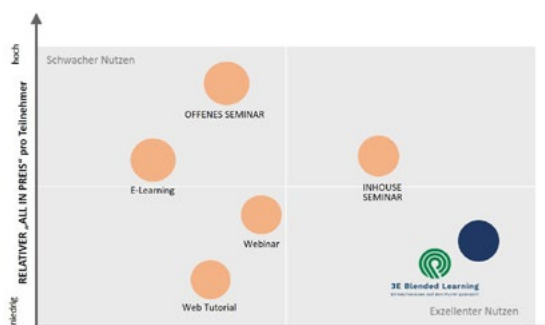 hoch
Schwacher Nutzen
OFFENES SEMINAR
RELATIVER „ALL IN PREIS“ pro Teilnehmer
E-Learning
INHOUSE
SEMINAR
Webinar
Web Tutorial
3E Blended Learning
niedrig
Exzellenter Nutzen